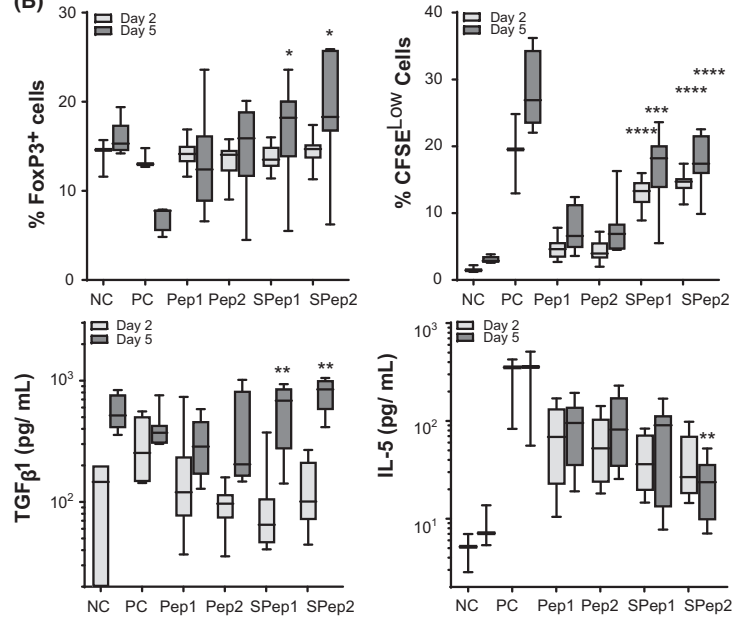 (B)
% FoxP3+ cells
30
20
10
0
Day 2
Day 5
*
*
NC PC Pep1 Pep2 SPep1 SPep2
% CFSELow Cells
40
30
20
10
0
Day 2
Day 5
****
***
****
****
NC PC Pep1 Pep2 SPep1 SPep2
TGFβ1 (pg/ mL)
10³
10²
Day 2
Day 5
**
**
NC PC Pep1 Pep2 SPep1 SPep2
IL-5 (pg/ mL)
10³
10²
10¹
Day 2
Day 5
**
NC PC Pep1 Pep2 SPep1 SPep2